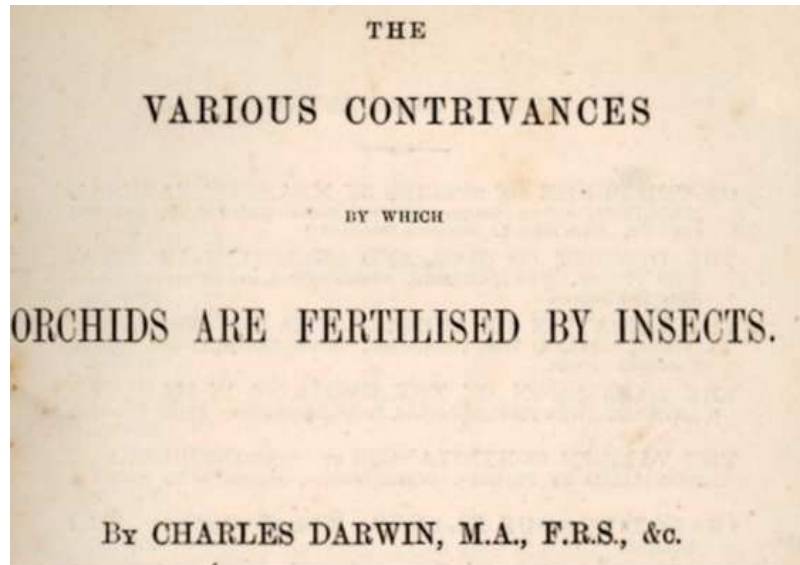 THE
VARIOUS CONTRIVANCES
BY WHICH
ORCHIDS ARE FERTILISED BY INSECTS.
By CHARLES DARWIN, M.A., F.R.S., &c.